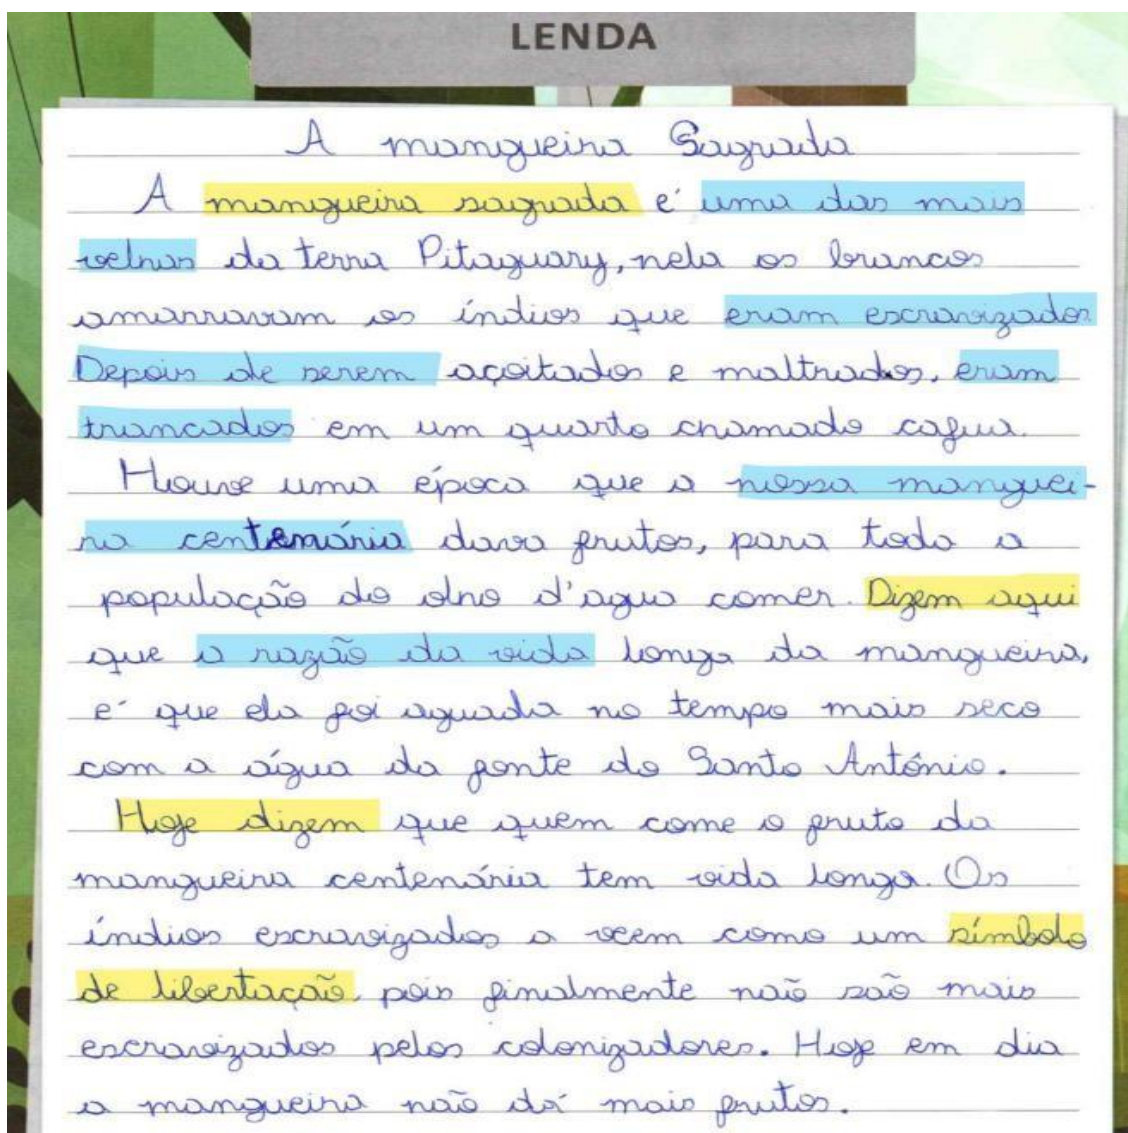 LENDA
A mangueira Sagrada
A mangueira sagrada é uma das mais
velhas da terra Pitaguary, nela os brancos
amarravam os índios que eram escravizados.
Depois de serem açoitados e maltrados, eram
trancados em um quarto chamado cafua.
Houve uma época que a nossa manguei-
ra centenária dava frutos, para toda a
população do olho d'agua comer. Dizem aqui
que a razão da vida longa da mangueira,
é que ela foi aguada no tempo mais seco
com a água da fonte do Santo Antônio.
Hoje dizem que quem come o fruto da
mangueira centenária tem vida longa. Os
índios escravizados a veem como um símbolo
de libertação, pois finalmente não são mais
escravizados pelos colonizadores. Hoje em dia
a mangueira não dá mais frutos.